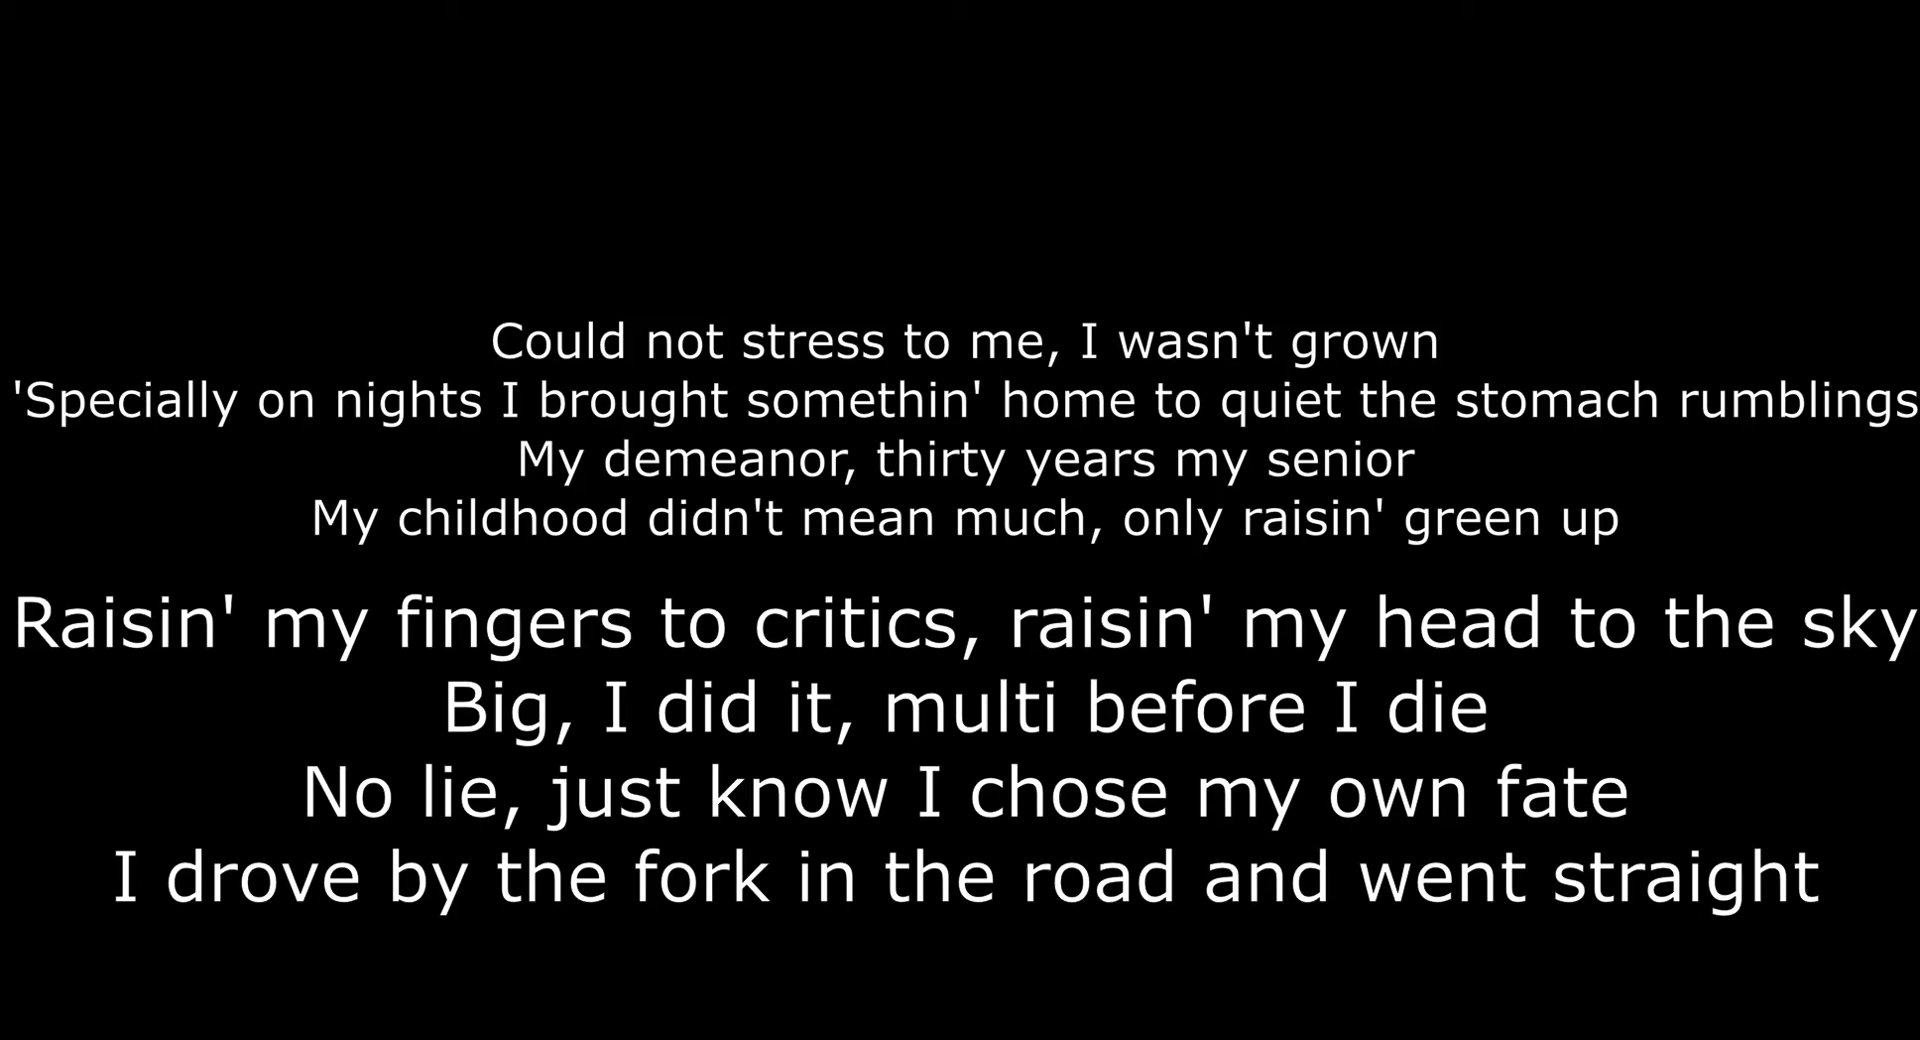 Could not stress to me, I wasn't grown
'Specially on nights I brought somethin' home to quiet the stomach rumblings
My demeanor, thirty years my senior
My childhood didn't mean much, only raisin' green up
Raisin' my fingers to critics, raisin' my head to the sky
Big, I did it, multi before I die
No lie, just know I chose my own fate
I drove by the fork in the road and went straight